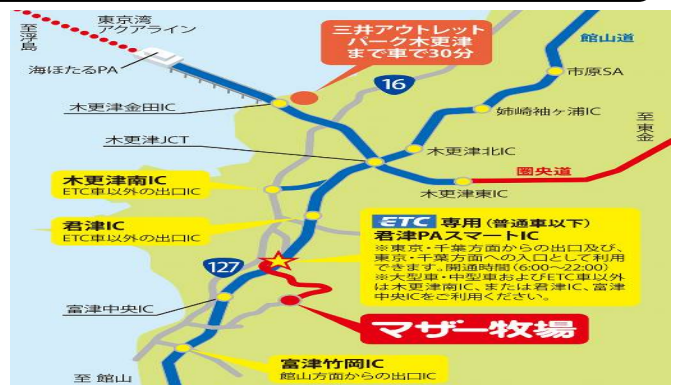 東京湾
アクアライン
至浮島
海ほたるPA
三井アウトレット
パーク木更津
まで車で30分
館山道
16
市原SA
木更津金田IC
姉崎袖ヶ浦IC
至東金
木更津JCT
木更津北IC
圏央道
木更津南IC
ETC車以外の出口IC
木更津東IC
君津IC
ETC車以外の出口IC
ETC 専用(普通車以下)
君津PAスマートIC
※東京・千葉方面からの出口及び、
東京・千葉方面への入口として利用
できます。開通時間(6:00〜22:00)
※大型車・中型車およびETC車以外
は木更津南IC、または君津IC、富津
中央ICをご利用ください。
127
富津中央IC
マザー牧場
富津竹岡IC
館山方面からの出口IC
至 館山